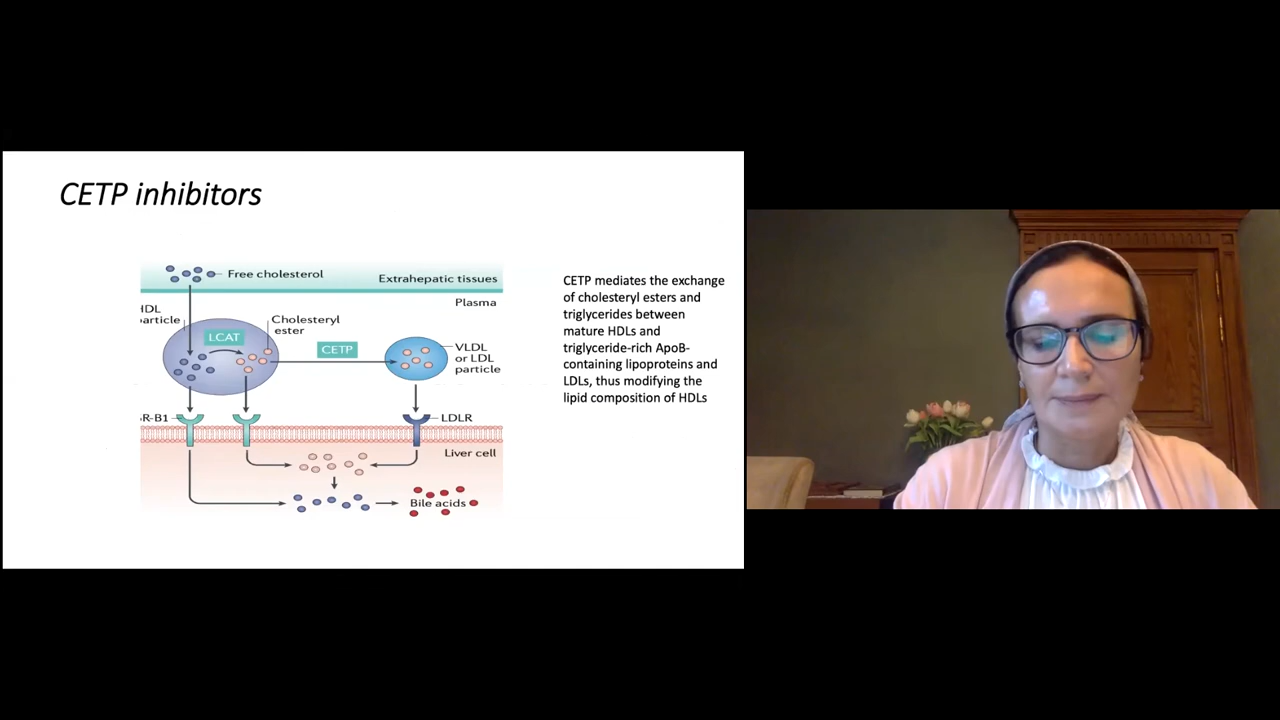 CETP inhibitors
Free cholesterol
Extrahepatic tissues
Plasma
HDL
particle
LCAT
Cholesteryl
ester
CETP
VLDL
or LDL
particle
R-B1
LDLR
Liver cell
Bile acids
CETP mediates the exchange
of cholesteryl esters and
triglycerides between
mature HDLs and
triglyceride-rich ApoB-
containing lipoproteins and
LDLs, thus modifying the
lipid composition of HDLs